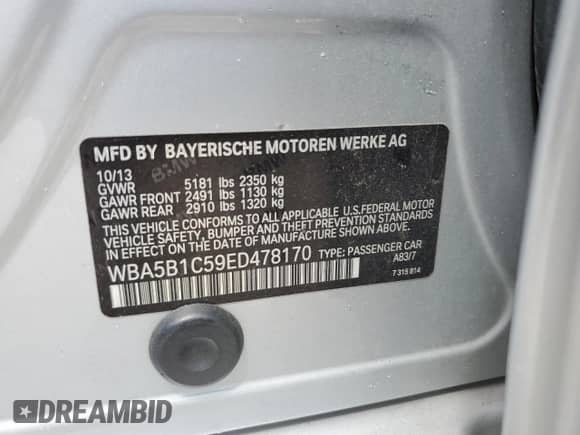 MFD BY BAYERISCHE MOTOREN WERKE AG
10/13
GVWR 5181 lbs 2350 kg
GAWR FRONT 2491 lbs 1130 kg
GAWR REAR 2910 lbs 1320 kg
THIS VEHICLE CONFORMS TO ALL APPLICABLE U.S.FEDERAL MOTOR
VEHICLE SAFETY, BUMPER AND THEFT PREVENTION STANDARDS
IN EFFECT ON THE DATE OF MANUFACTURE SHOWN ABOVE.
WBA5B1C59ED478170 TYPE: PASSENGER CAR
A83/7
7 315 814
DREAMBID